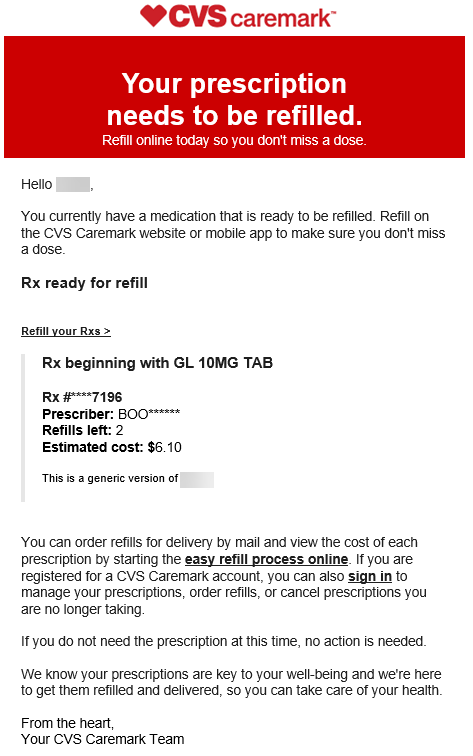 CVS caremark™
Your prescription
needs to be refilled.
Refill online today so you don't miss a dose.
Hello ,
You currently have a medication that is ready to be refilled. Refill on
the CVS Caremark website or mobile app to make sure you don't miss
a dose.
Rx ready for refill
Refill your Rxs >
Rx beginning with GL 10MG TAB
Rx #****7196
Prescriber: BOO******
Refills left: 2
Estimated cost: $6.10
This is a generic version of
You can order refills for delivery by mail and view the cost of each
prescription by starting the easy refill process online. If you are
registered for a CVS Caremark account, you can also sign in to
manage your prescriptions, order refills, or cancel prescriptions you
are no longer taking.
If you do not need the prescription at this time, no action is needed.
We know your prescriptions are key to your well-being and we're here
to get them refilled and delivered, so you can take care of your health.
From the heart,
Your CVS Caremark Team